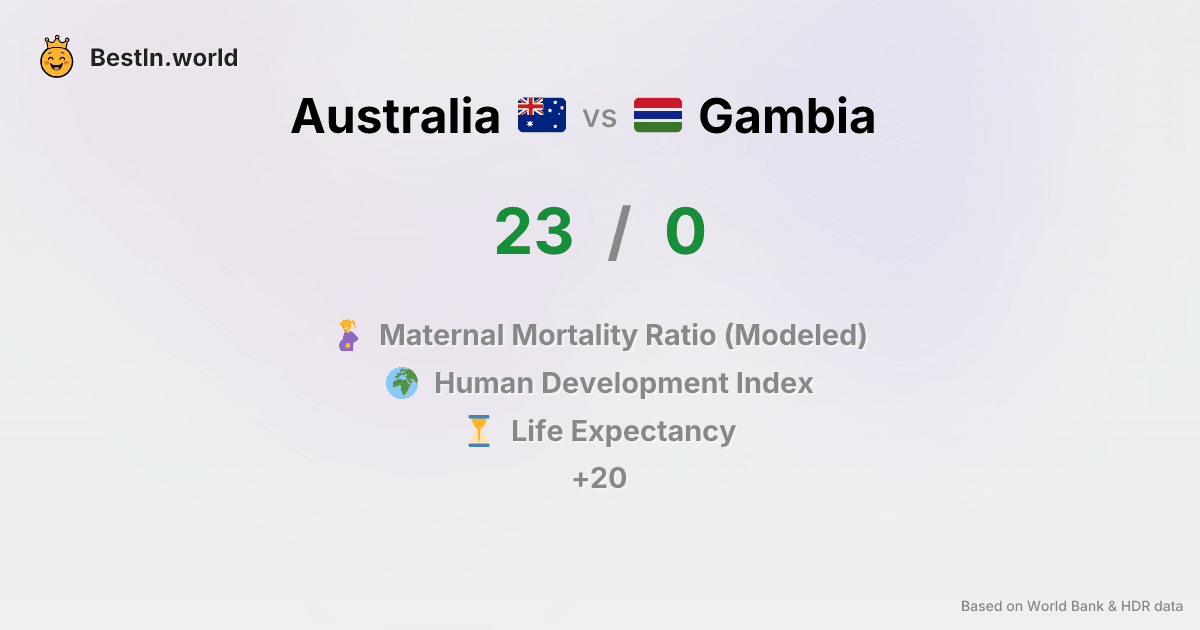 BestIn.world
Australia vs Gambia
23 / 0
Maternal Mortality Ratio (Modeled)
Human Development Index
Life Expectancy
+20
Based on World Bank & HDR data